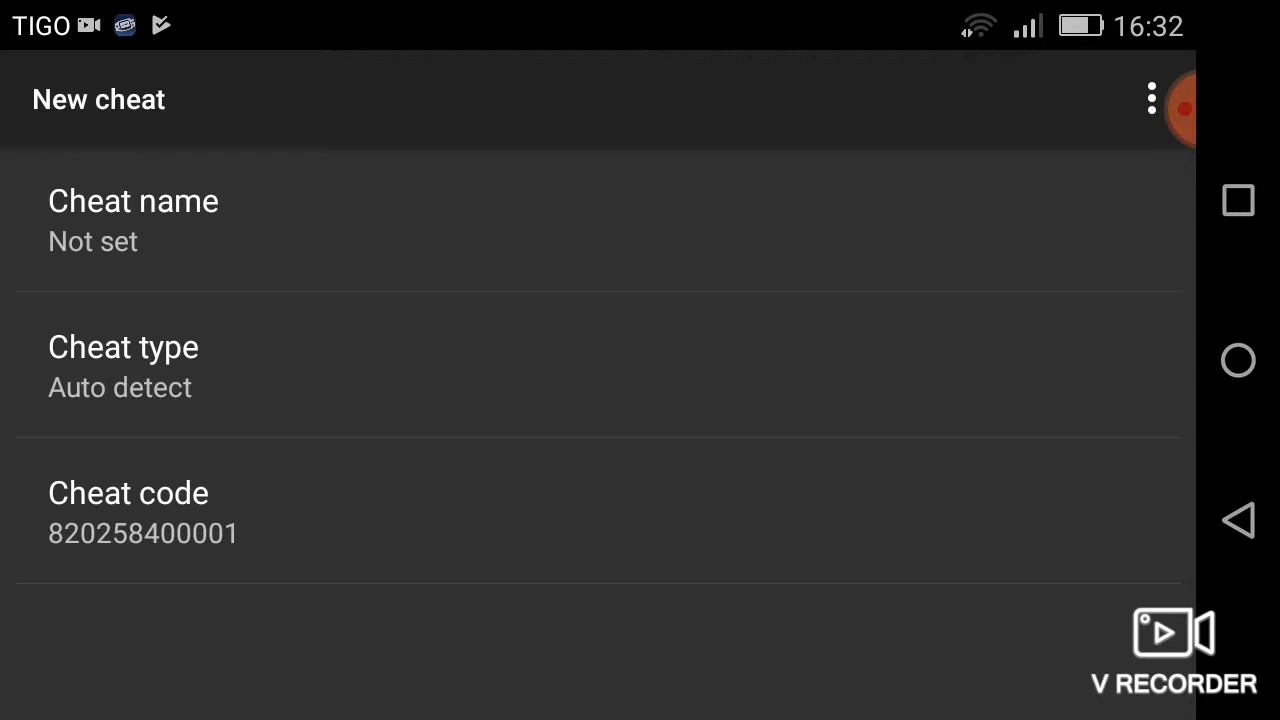 TIGO 16:32
New cheat
Cheat name
Not set
Cheat type
Auto detect
Cheat code
820258400001
V RECORDER